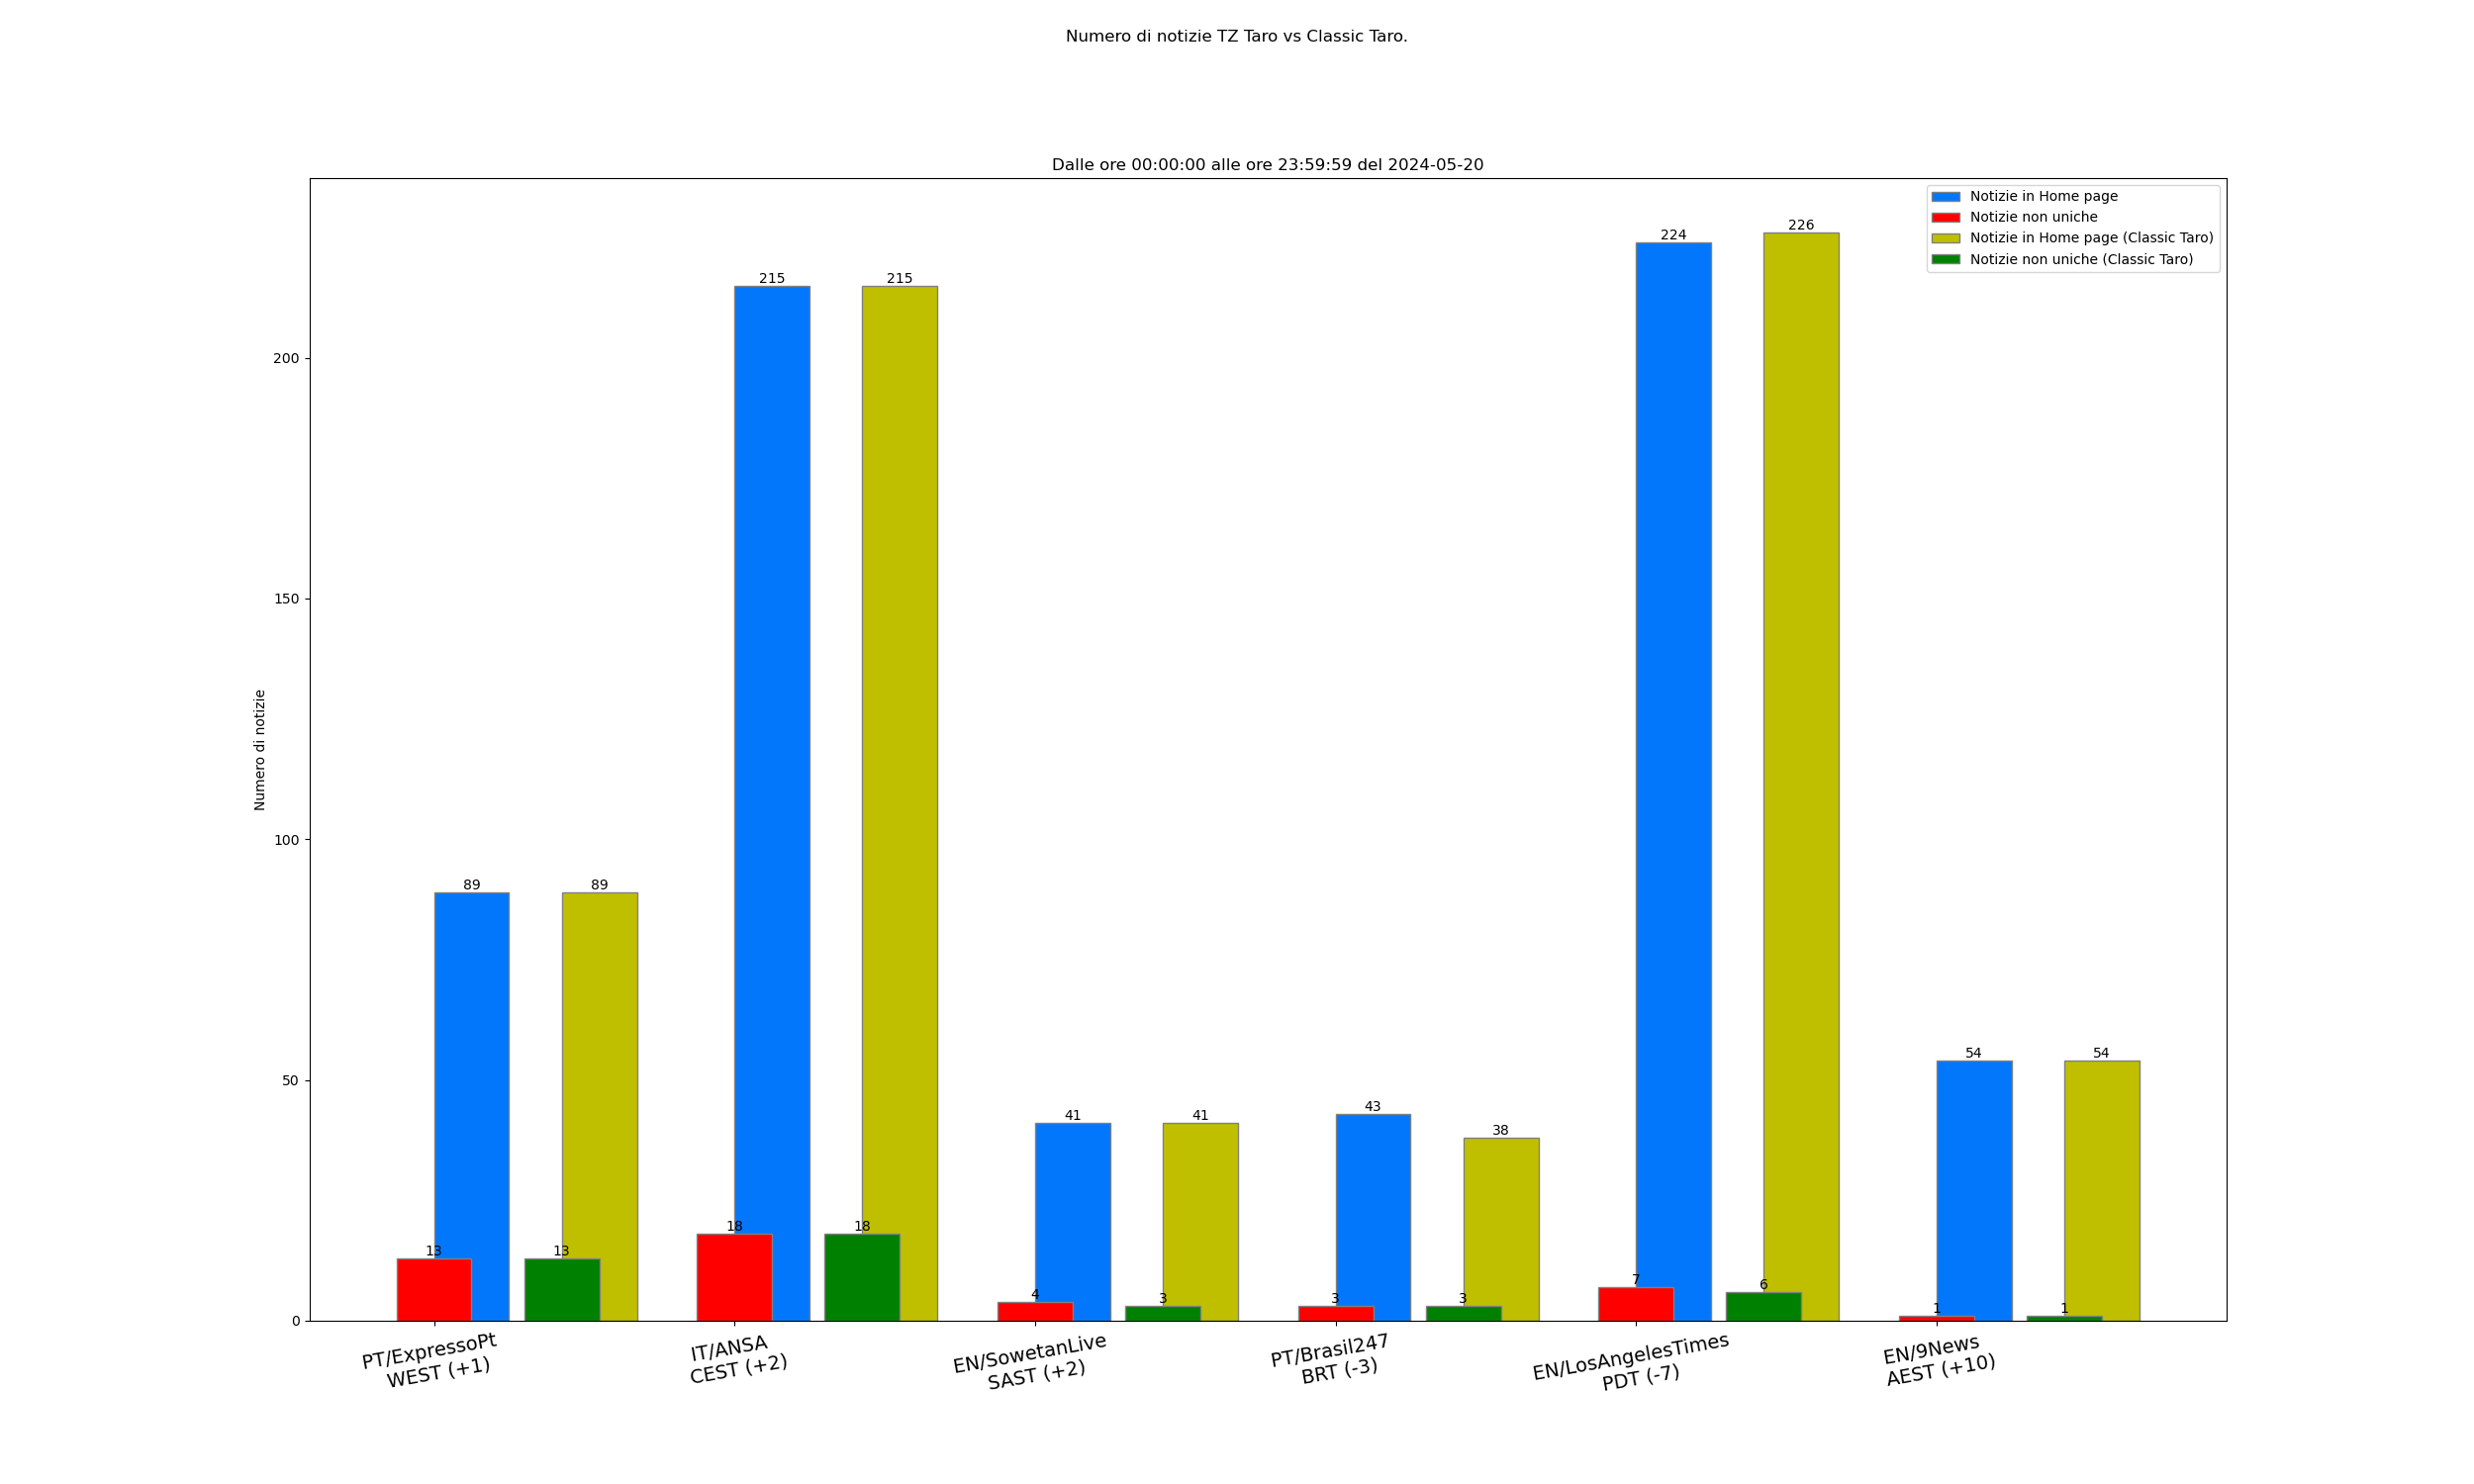 Numero di notizie TZ Taro vs Classic Taro.
Dalle ore 00:00:00 alle ore 23:59:59 del 2024-05-20
Notizie in Home page
Notizie non uniche
Notizie in Home page (Classic Taro)
Notizie non uniche (Classic Taro)
Numero di notizie
200
150
100
50
0
13
89
13
89
18
215
18
215
4
41
3
41
3
43
3
38
7
224
6
226
1
54
1
54
PT/ExpressoPt
WEST (+1)
IT/ANSA
CEST (+2)
EN/SowetanLive
SAST (+2)
PT/Brasil247
BRT (-3)
EN/LosAngelesTimes
PDT (-7)
EN/9News
AEST (+10)